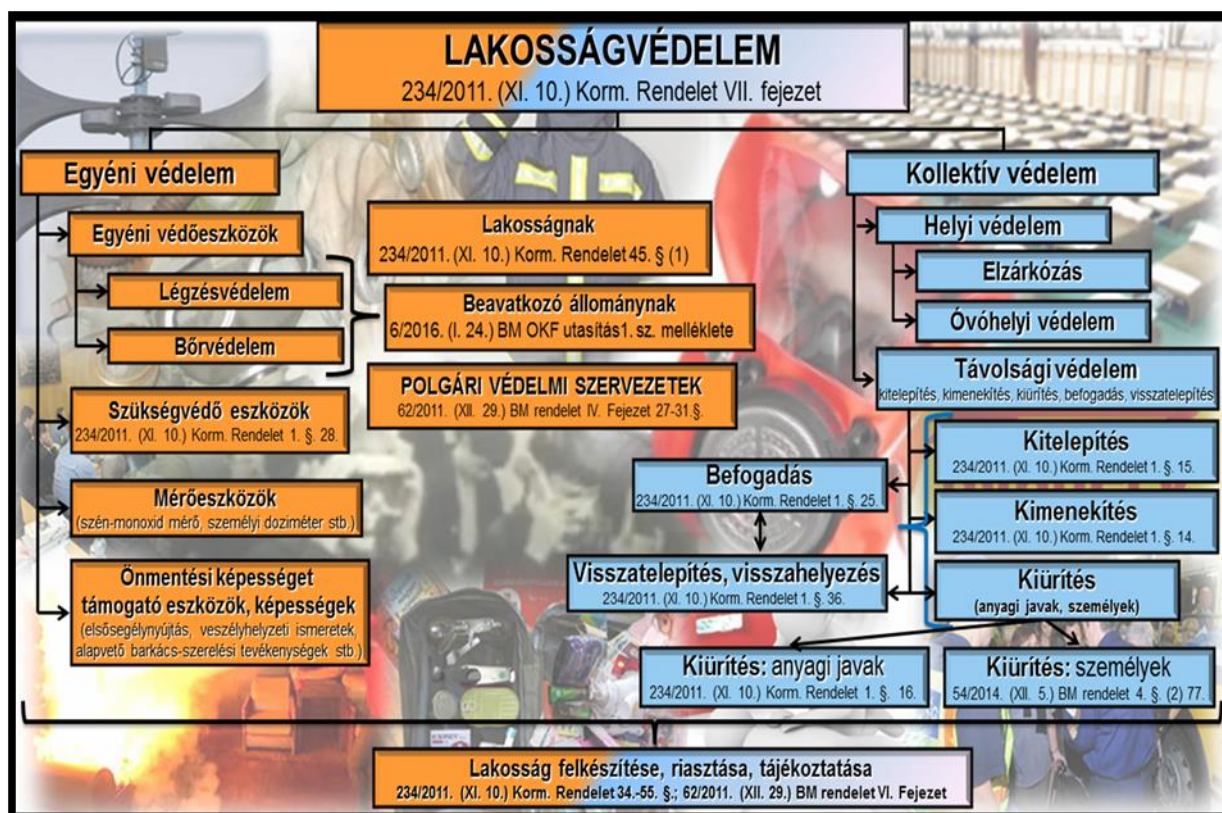 LAKOSSÁGVÉDELEM
234/2011. (XI. 10.) Korm. Rendelet VII. fejezet
Egyéni védelem
Egyéni védőeszközök
Légzésvédelem
Bőrvédelem
Szükségvédő eszközök
234/2011. (XI. 10.) Korm. Rendelet 1. §. 28.
Mérőeszközök
(szén-monoxid mérő, személyi doziméter stb.)
Önmentési képességet
támogató eszközök, képességek
(elsősegélynyújtás, veszélyhelyzeti ismeretek,
alapvető barkács-szerelési tevékenységek stb.)
Lakosságnak
234/2011. (XI. 10.) Korm. Rendelet 45. § (1)
Beavatkozó állománynak
6/2016. (I. 24.) BM OKF utasítás1. sz. melléklete
POLGÁRI VÉDELMI SZERVEZETEK
62/2011. (XII. 29.) BM rendelet IV. Fejezet 27-31.§.
Kollektív védelem
Helyi védelem
Elzárkózás
Óvóhelyi védelem
Távolsági védelem
kitelepítés, kimenekítés, kiürítés, befogadás, visszatelepítés
Kitelepítés
234/2011. (XI. 10.) Korm. Rendelet 1. §. 15.
Befogadás
234/2011. (XI. 10.) Korm. Rendelet 1. §. 25.
Kimenekítés
234/2011. (XI. 10.) Korm. Rendelet 1. §. 14.
Visszatelepítés, visszahelyezés
234/2011. (XI. 10.) Korm. Rendelet 1. §. 36.
Kiürítés
(anyagi javak, személyek)
Kiürítés: anyagi javak
234/2011. (XI. 10.) Korm. Rendelet 1. §. 16.
Kiürítés: személyek
54/2014. (XII. 5.) BM rendelet 4. §. (2) 77.
Lakosság felkészítése, riasztása, tájékoztatása
234/2011. (XI. 10.) Korm. Rendelet 34.-55. §.; 62/2011. (XII. 29.) BM rendelet VI. Fejezet